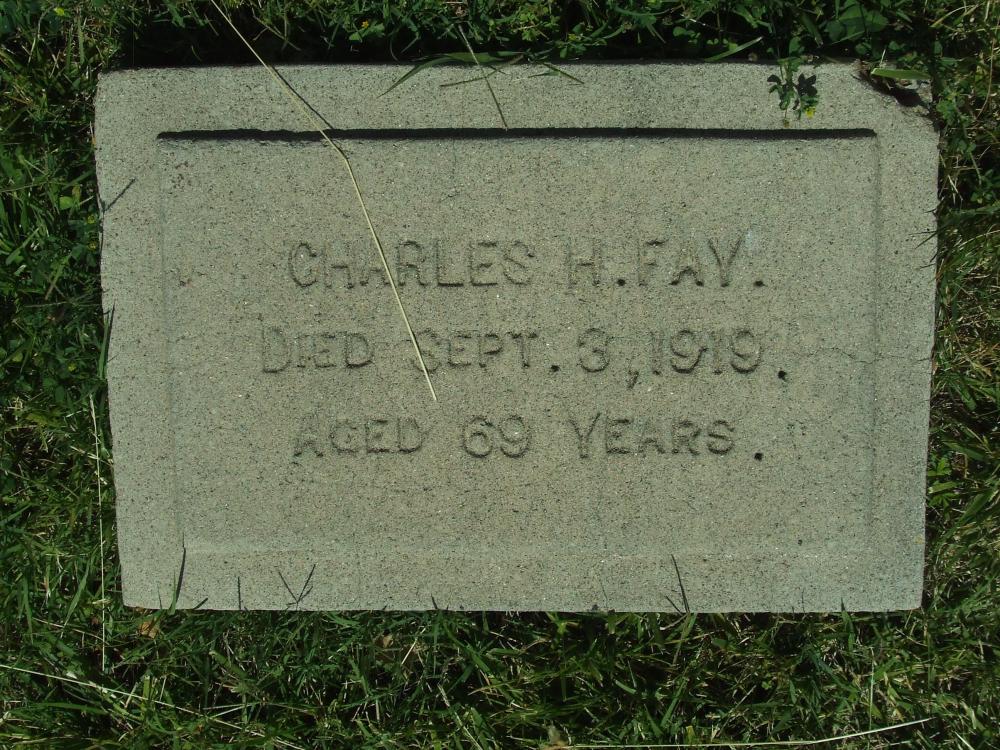 CHARLES H. FAY.
DIED SEPT. 3, 1919.
AGED 69 YEARS.